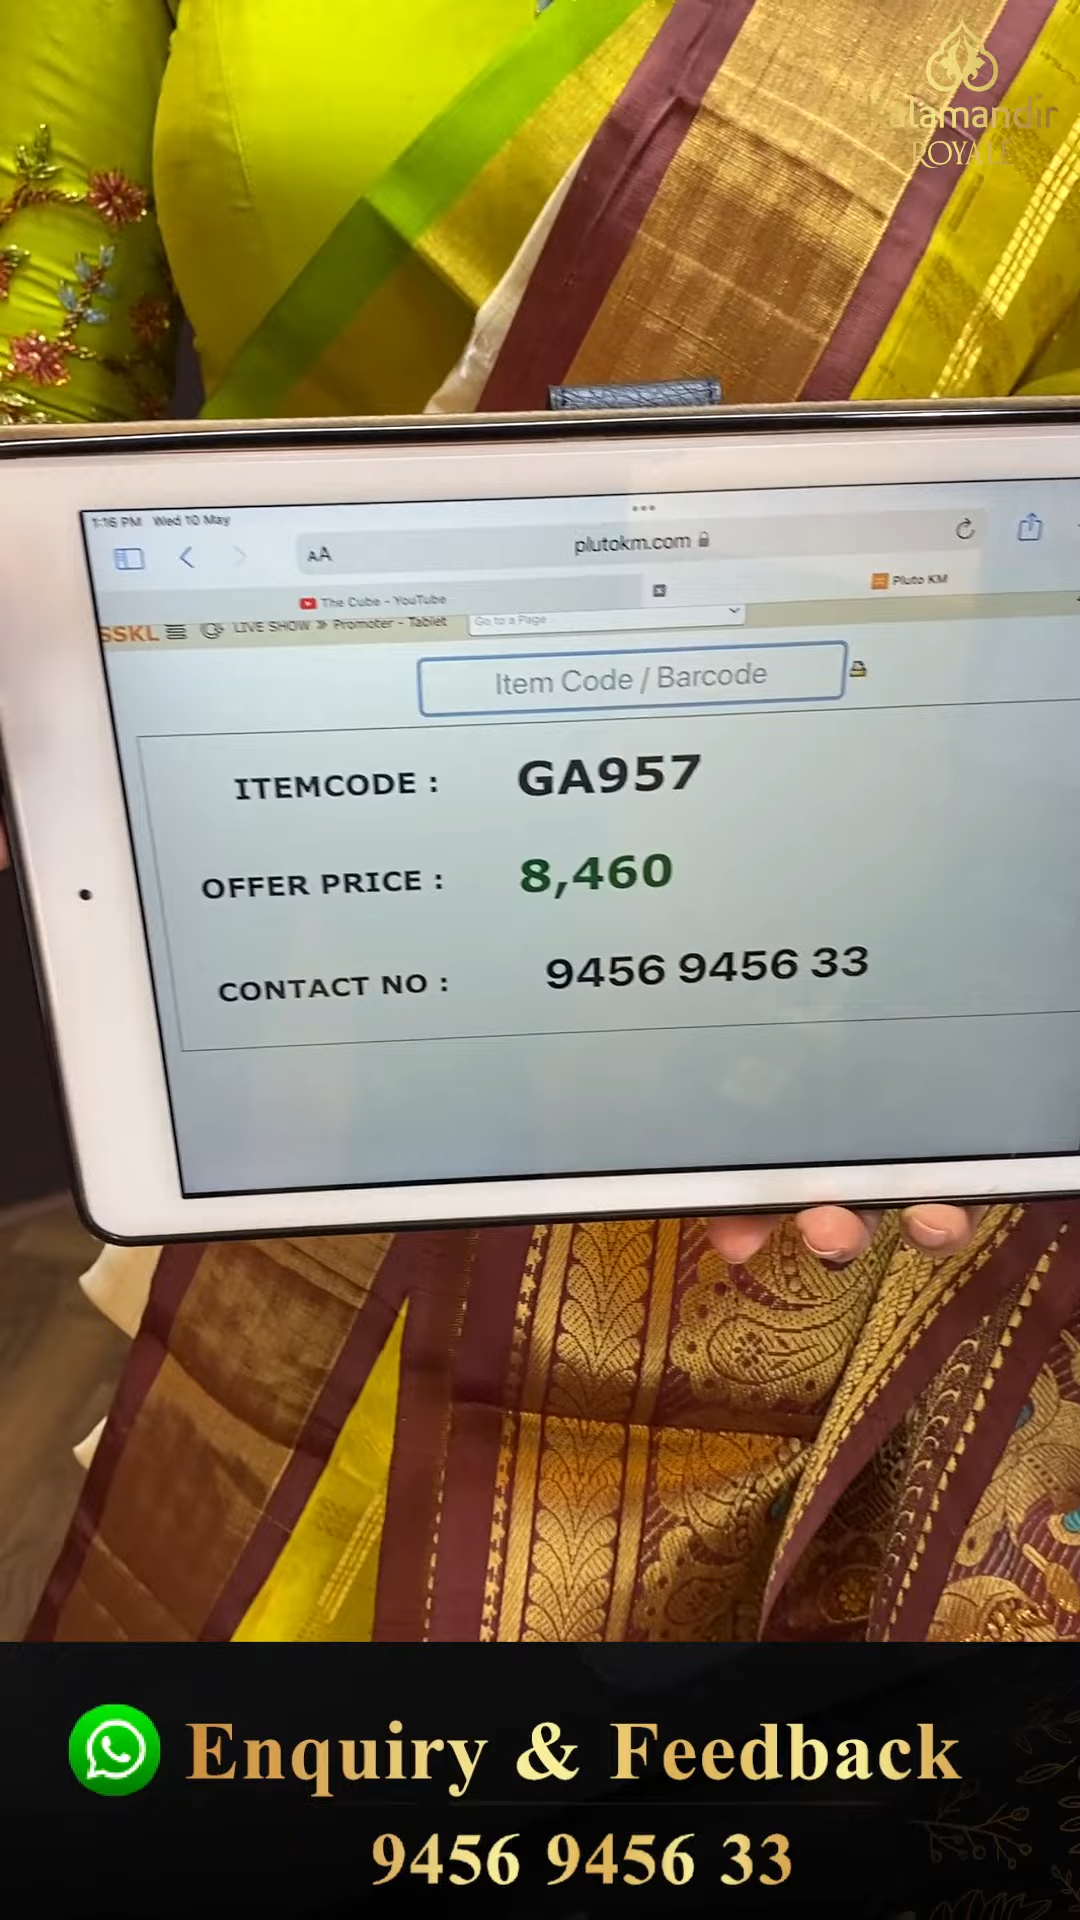 Kalamandir
ROYALE
1:16 PM Wed 10 May
AA
plutokm.com
The Cube - YouTube
Pluto KM
SSKL
LIVE SHOW » Promoter - Tablet
Go to a Page
Item Code / Barcode
ITEMCODE : GA957
OFFER PRICE : 8,460
CONTACT NO : 9456 9456 33
Enquiry & Feedback
9456 9456 33